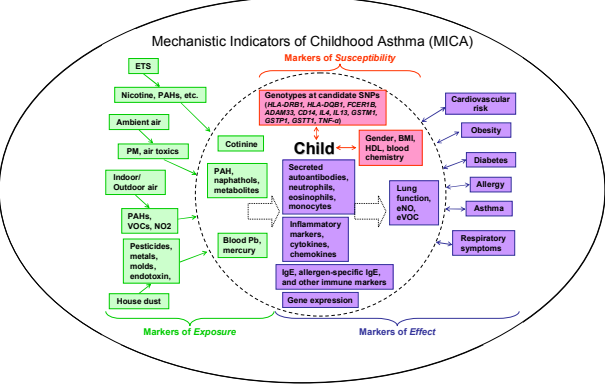 Mechanistic Indicators of Childhood Asthma (MICA)
Markers of Susceptibility
ETS
Nicotine, PAHs, etc.
Ambient air
PM, air toxics
Indoor/
Outdoor air
PAHs,
VOCs, NO2
Pesticides,
metals,
molds,
endotoxin,
House dust
Cotinine
PAH,
naphathols,
metabolites
Blood Pb,
mercury
Genotypes at candidate SNPs
(HLA-DRB1, HLA-DQB1, FCER1B,
ADAM33, CD14, IL4, IL13, GSTM1,
GSTP1, GSTT1, TNF-α)
Child
Gender, BMI,
HDL, blood
chemistry
Secreted
autoantibodies,
neutrophils,
eosinophils,
monocytes
Inflammatory
markers,
cytokines,
chemokines
IgE, allergen-specific IgE,
and other immune markers
Gene expression
Lung
function,
eNO,
eVOC
Cardiovascular
risk
Obesity
Diabetes
Allergy
Asthma
Respiratory
symptoms
Markers of Exposure
Markers of Effect